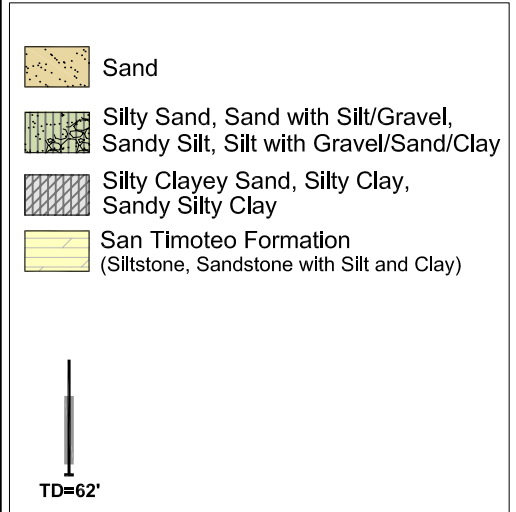 Sand
Silty Sand, Sand with Silt/Gravel,
Sandy Silt, Silt with Gravel/Sand/Clay
Silty Clayey Sand, Silty Clay,
Sandy Silty Clay
San Timoteo Formation
(Siltstone, Sandstone with Silt and Clay)
TD=62'